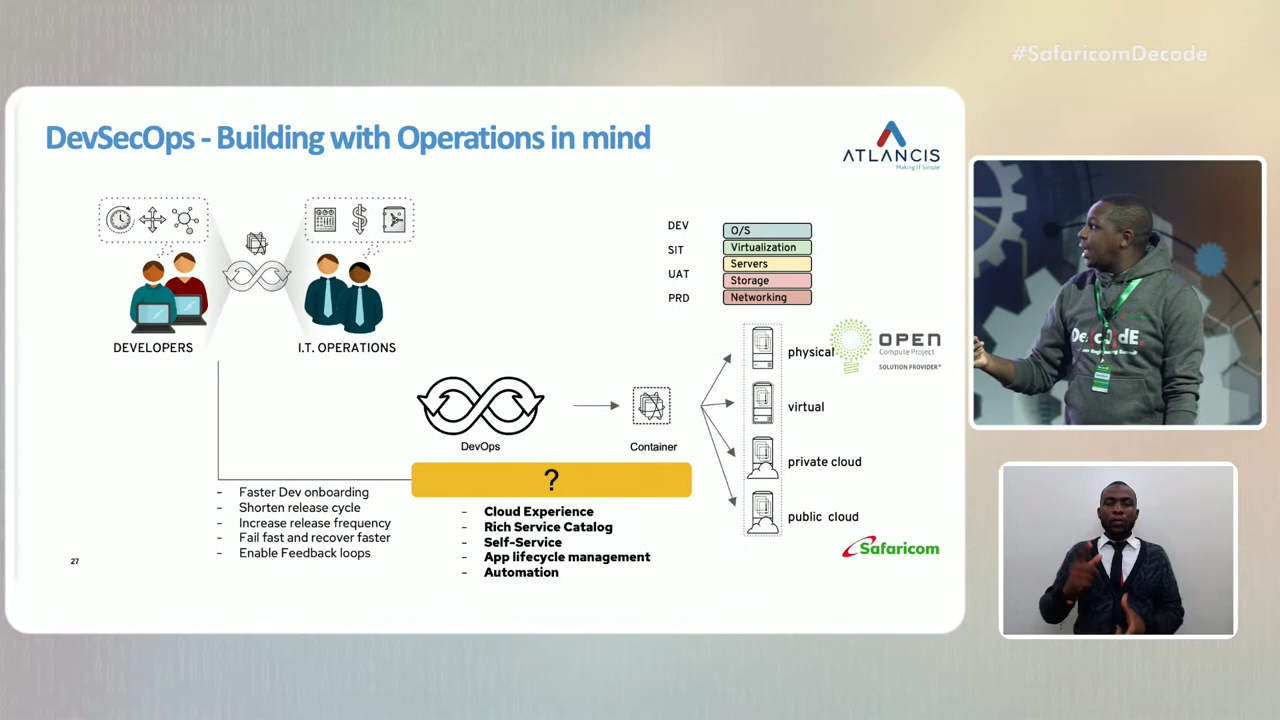 #SafaricomDecade
DevSecOps - Building with Operations in mind
ATLANCIS
Making IT Simple
DEVELOPERS
I.T. OPERATIONS
DEV
SIT
UAT
PRD
O/S
Virtualization
Servers
Storage
Networking
physical
virtual
private cloud
public cloud
OPEN
Compute Project
SOLUTION PROVIDER®
DevOps
Container
?
- Faster Dev onboarding
- Shorten release cycle
- Increase release frequency
- Fail fast and recover faster
- Enable Feedback loops
- Cloud Experience
- Rich Service Catalog
- Self-Service
- App lifecycle management
- Automation
Safaricom
27